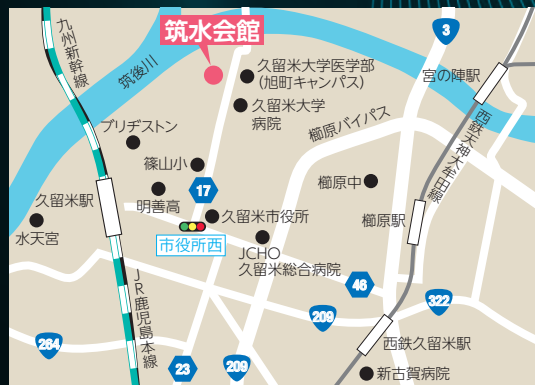 九州新幹線
筑水会館
3
筑後川
久留米大学医学部
(旭町キャンパス)
宮の陣駅
久留米大学
病院
ブリヂストン
櫛原バイパス
西鉄天神大牟田線
篠山小
久留米駅
17
櫛原中
明善高
水天宮
久留米市役所
櫛原駅
市役所西
JCHO
久留米総合病院
JR鹿児島本線
46
322
209
264
西鉄久留米駅
23
209
新古賀病院